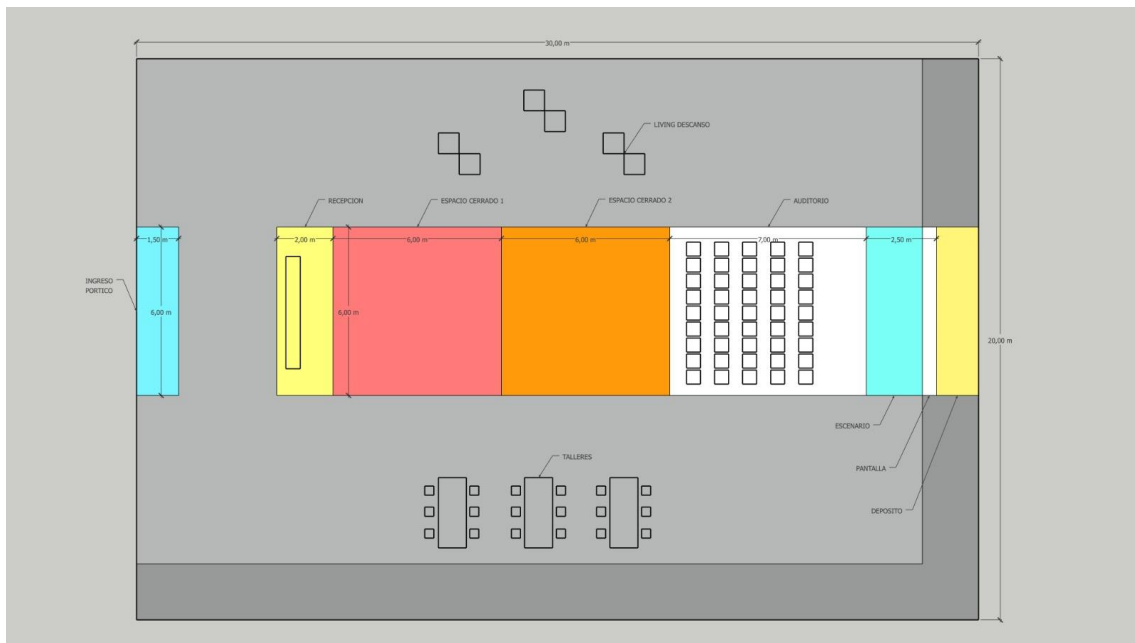 30,00 m
LIVING DESCANSO
RECEPCION
ESPACIO CERRADO 1
ESPACIO CERRADO 2
AUDITORIO
1,50 m
2,00 m
6,00 m
6,00 m
7,00 m
2,50 m
INGRESO
PORTICO
6,00 m
6,00 m
20,00 m
ESCENARIO
TALLERES
PANTALLA
DEPOSITO